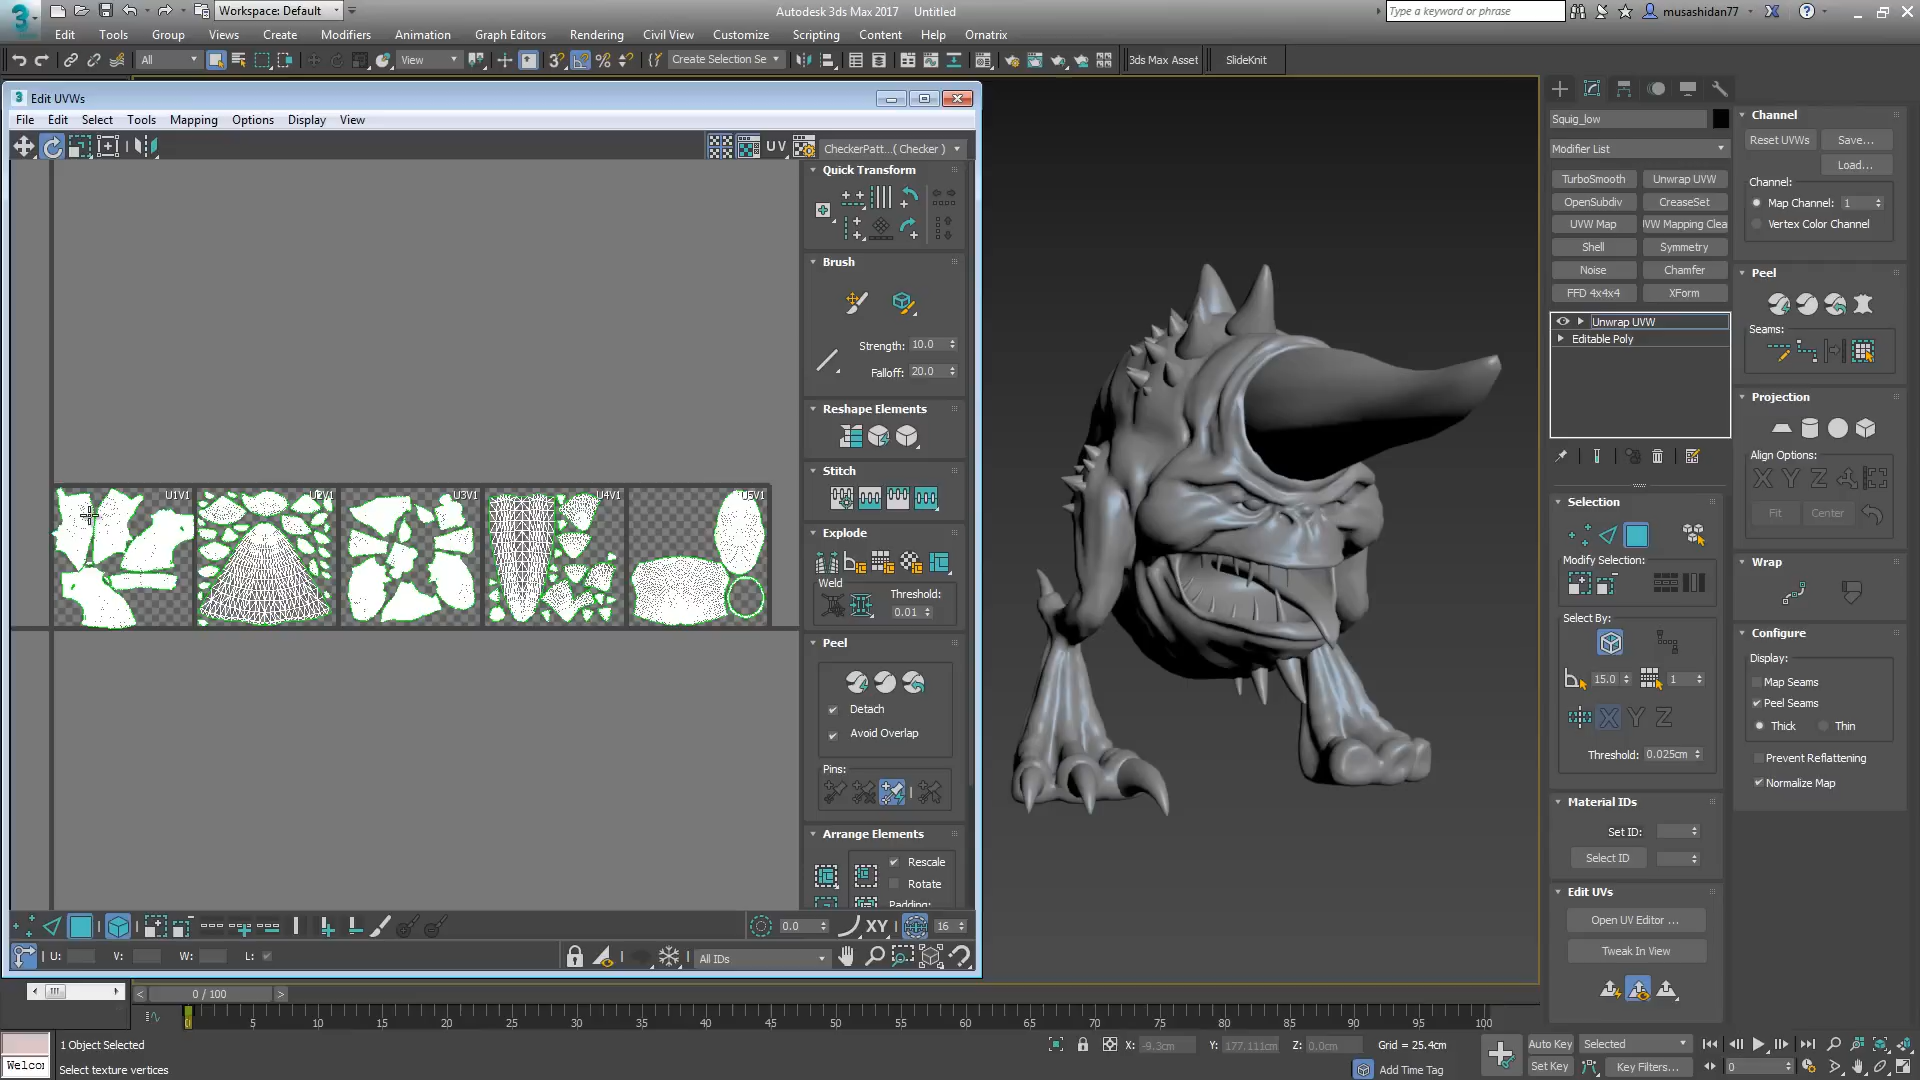 Workspace: Default
Autodesk 3ds Max 2017 Untitled
Type a keyword or phrase
musashidan77
Edit Tools Group Views Create Modifiers Animation Graph Editors Rendering Civil View Customize Scripting Content Help Ornatrix
All
View
Create Selection Se
3ds Max Asset
SlideKnit
Edit UVWs
File Edit Select Tools Mapping Options Display View
UV
CheckerPatt...( Checker )
Quick Transform
Brush
Strength: 10.0
Falloff: 20.0
Reshape Elements
Stitch
Explode
Weld
Threshold:
0.01
Peel
Detach
Avoid Overlap
Pins:
Arrange Elements
Rescale
Rotate
Padding:
U1V1 U2V1 U3V1 U4V1 U5V1
0.0
XY
16
U: V: W: L:
All IDs
Squig_low
Modifier List
TurboSmooth Unwrap UVW
OpenSubdiv CreaseSet
UVW Map UVW Mapping Clea
Shell Symmetry
Noise Chamfer
FFD 4x4x4 XForm
Unwrap UVW
Editable Poly
Selection
Modify Selection:
Select By:
15.0
1
X Y Z
Threshold: 0.025cm
Material IDs
Set ID:
Select ID
Edit UVs
Open UV Editor ...
Tweak In View
Channel
Reset UVWs Save...
Load...
Channel:
Map Channel: 1
Vertex Color Channel
Peel
Seams:
Projection
Align Options:
X Y Z
Fit Center
Wrap
Configure
Display:
Map Seams
Peel Seams
Thick Thin
Prevent Reflattening
Normalize Map
0 / 100
0 5 10 15 20 25 30 35 40 45 50 55 60 65 70 75 80 85 90 95 100
1 Object Selected
X: -9.3cm Y: 177.111cm Z: 0.0cm Grid = 25.4cm
Auto Key Selected
Welcor
Select texture vertices
Add Time Tag
Set Key Key Filters...
0